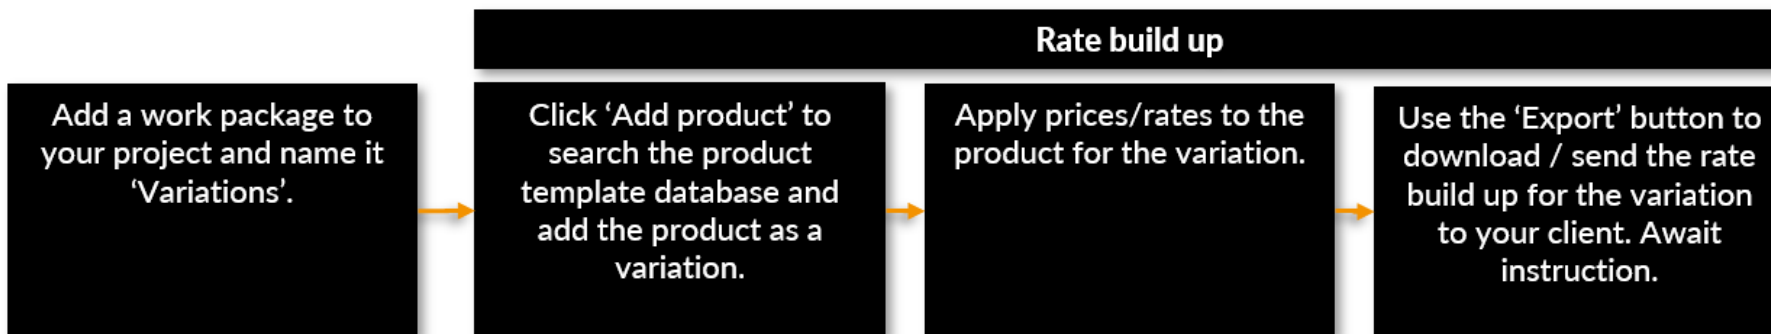 Rate build up
Add a work package to
your project and name it
‘Variations’.
Click ‘Add product’ to
search the product
template database and
add the product as a
variation.
Apply prices/rates to the
product for the variation.
Use the ‘Export’ button to
download / send the rate
build up for the variation
to your client. Await
instruction.